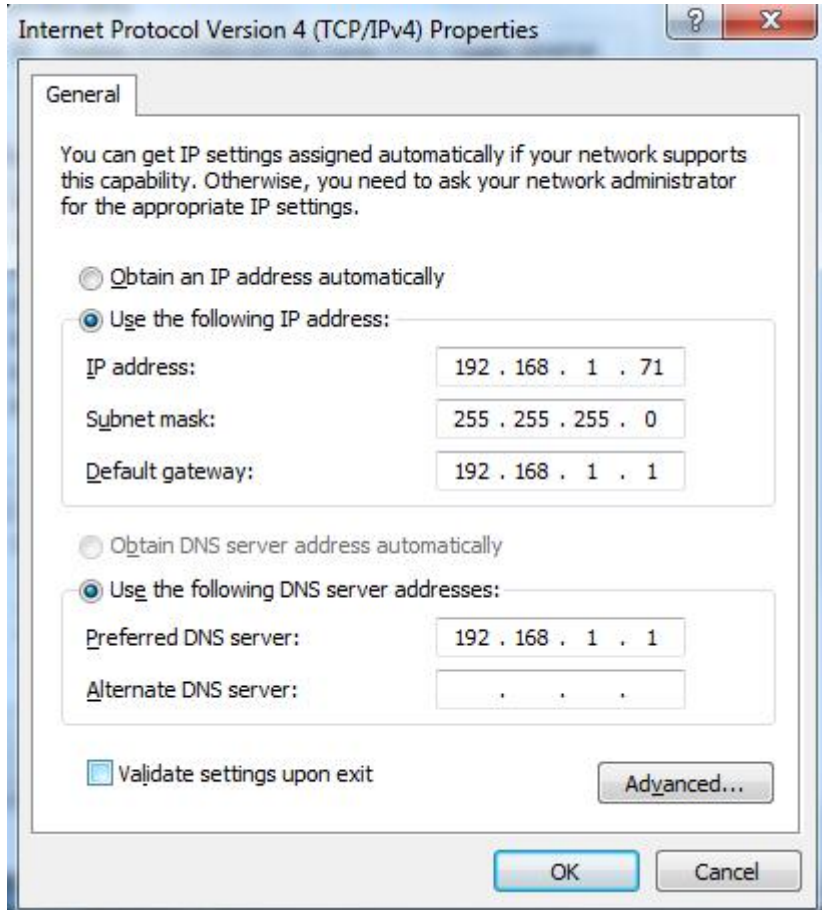 Internet Protocol Version 4 (TCP/IPv4) Properties
?
X
General
You can get IP settings assigned automatically if your network supports
this capability. Otherwise, you need to ask your network administrator
for the appropriate IP settings.
Obtain an IP address automatically
Use the following IP address:
IP address: 192 . 168 . 1 . 71
Subnet mask: 255 . 255 . 255 . 0
Default gateway: 192 . 168 . 1 . 1
Obtain DNS server address automatically
Use the following DNS server addresses:
Preferred DNS server: 192 . 168 . 1 . 1
Alternate DNS server: . . .
Validate settings upon exit
Advanced...
OK Cancel